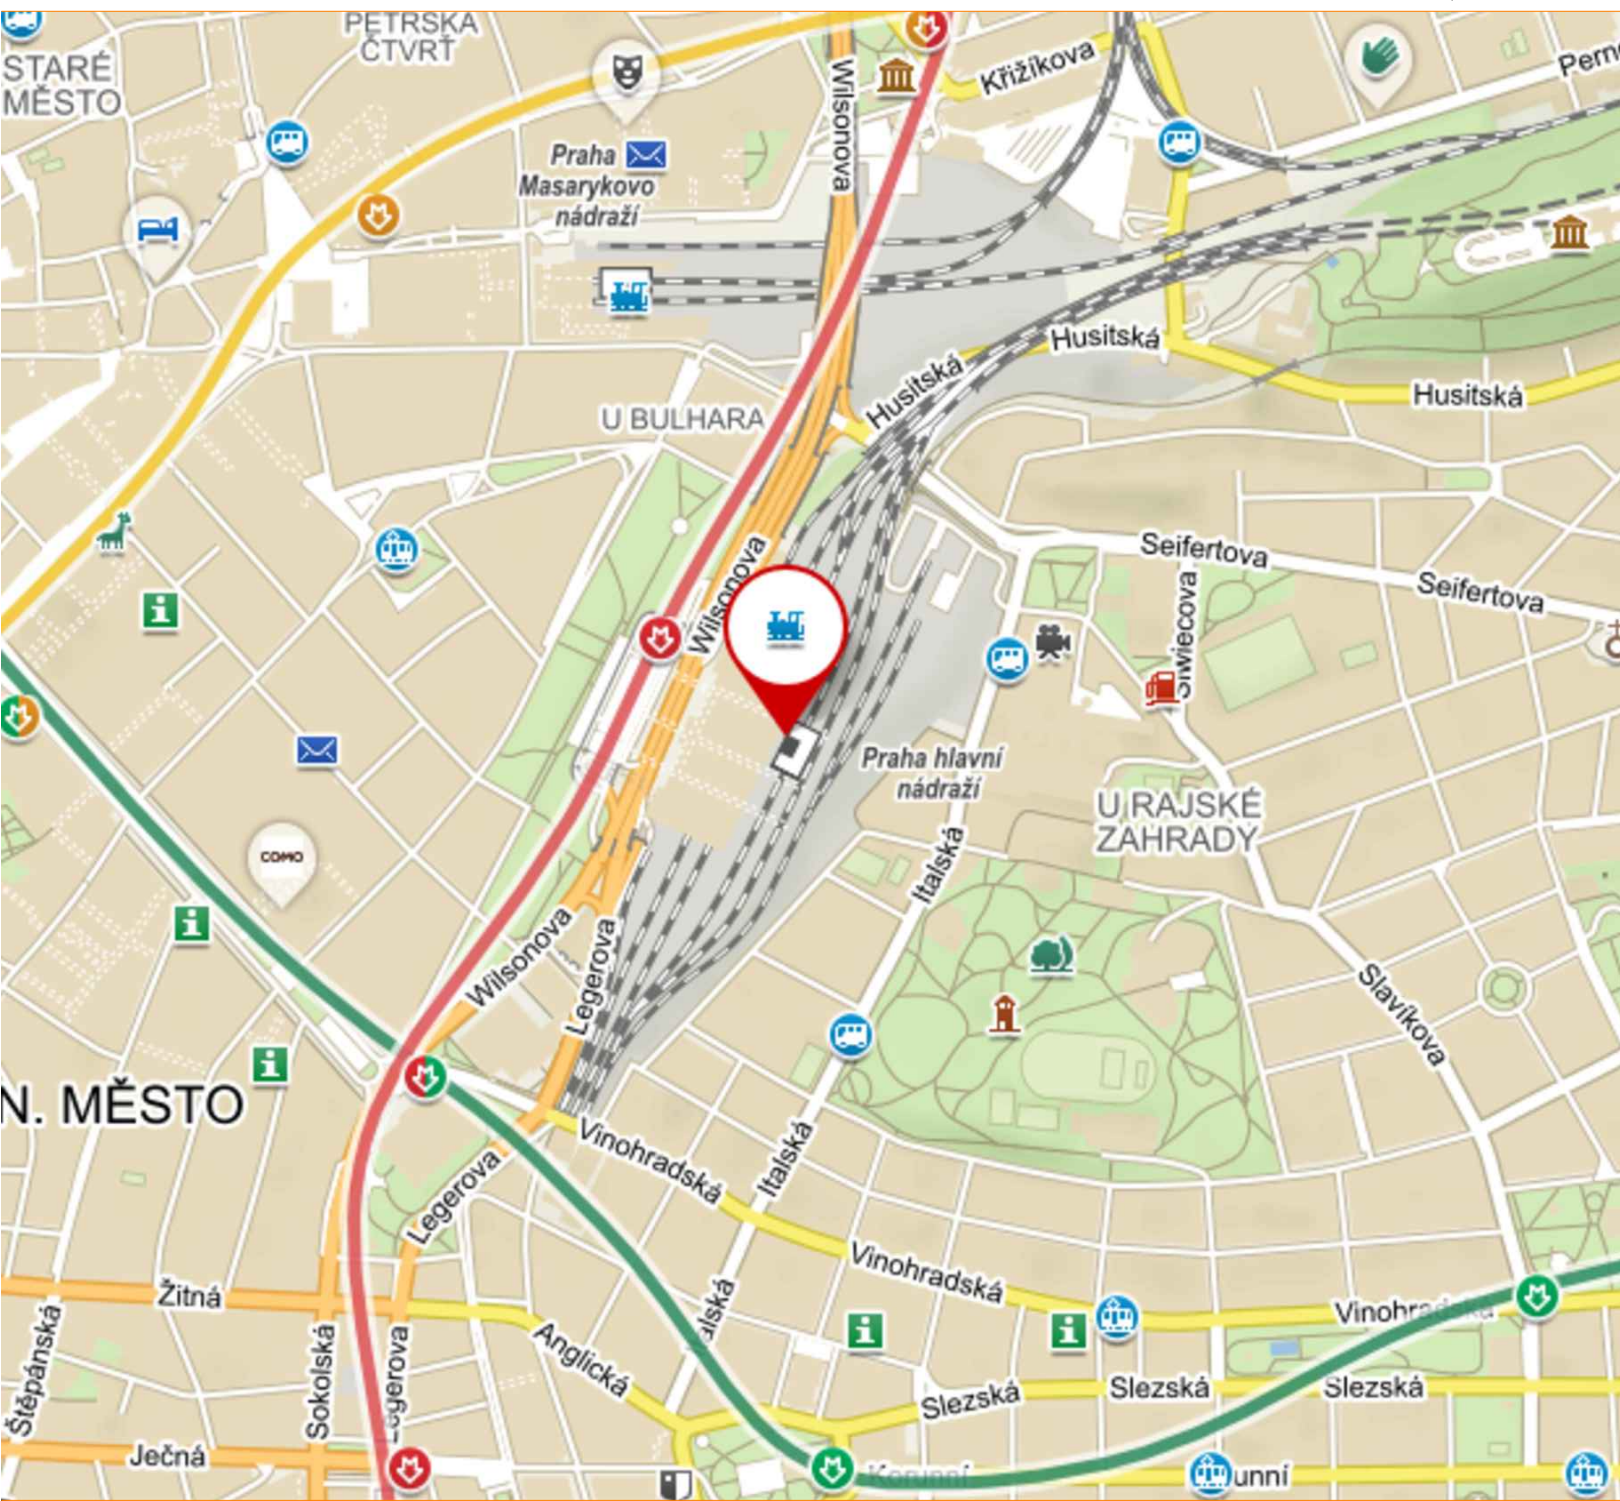 PETRSKÁ
ČTVRŤ
STARÉ
MĚSTO
Křižíkova
Wilsonova
Praha
Masarykovo
nádraží
Husitská
Husitská
Husitská
U BULHARA
Seifertova
Seifertova
Wilsonova
Praha hlavní
nádraží
U RAJSKÉ
ZAHRADY
COMO
Italská
Wilsonova
Legerova
Slavíkova
N. MĚSTO
Vinohradská
Italská
Legerova
Vinohradská
Žitná
Vinohradská
Štěpánská
Sokolská
Legerova
Anglická
Slezská
Slezská
Slezská
Ječná
Korunní